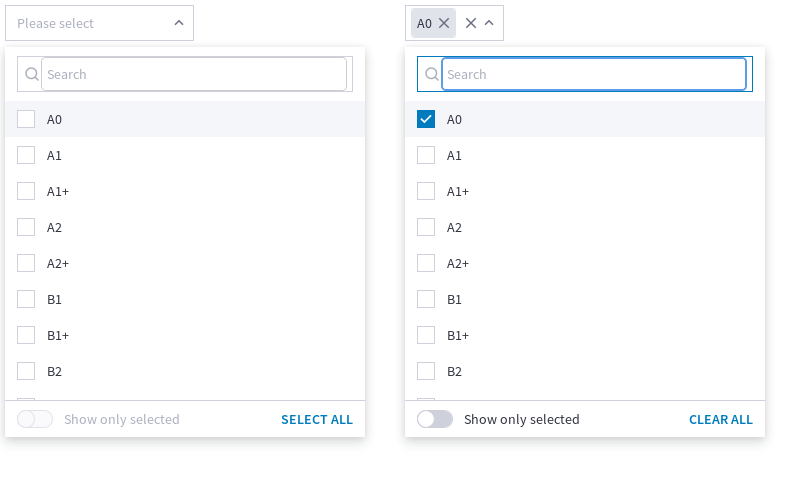 Please select
Search
A0
A1
A1+
A2
A2+
B1
B1+
B2
Show only selected
SELECT ALL
A0
Search
A0
A1
A1+
A2
A2+
B1
B1+
B2
Show only selected
CLEAR ALL